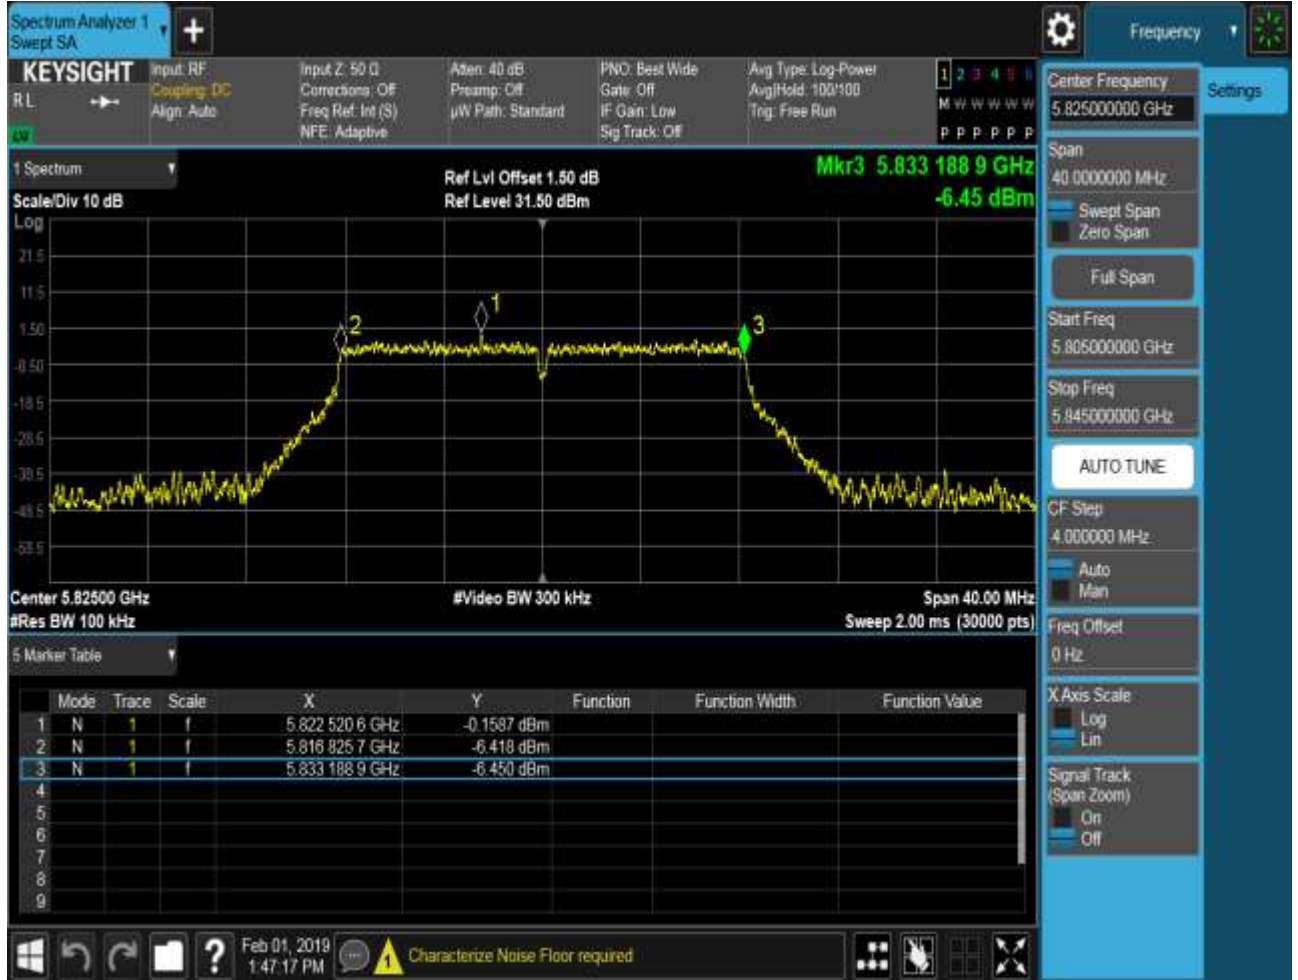 Spectrum Analyzer 1
Swept SA
Frequency
KEYSIGHT
RL
Input: RF
Coupling: DC
Align: Auto
Input Z: 50 Ω
Corrections: Off
Freq Ref: Int (S)
NFE: Adaptive
Atten: 40 dB
Preamp: Off
µW Path: Standard
PNO: Best Wide
Gate: Off
IF Gain: Low
Sig Track: Off
Avg Type: Log-Power
Avg|Hold: 100/100
Trig: Free Run
1 2 3 4 5 6
M W W W W W
P P P P P P
1 Spectrum
Scale/Div 10 dB
Ref Lvl Offset 1.50 dB
Ref Level 31.50 dBm
Mkr3 5.833 188 9 GHz
-6.45 dBm
Log
21.5
11.5
1.50
-8.50
-18.5
-28.5
-38.5
-48.5
-58.5
1
2
3
Center 5.82500 GHz
#Res BW 100 kHz
#Video BW 300 kHz
Span 40.00 MHz
Sweep 2.00 ms (30000 pts)
5 Marker Table
Mode Trace Scale X Y Function Function Width Function Value
1 N 1 f 5.822 520 6 GHz -0.1587 dBm
2 N 1 f 5.816 825 7 GHz -6.418 dBm
3 N 1 f 5.833 188 9 GHz -6.450 dBm
4
5
6
7
8
9
Center Frequency
5.825000000 GHz
Span
40.0000000 MHz
Swept Span
Zero Span
Full Span
Start Freq
5.805000000 GHz
Stop Freq
5.845000000 GHz
AUTO TUNE
CF Step
4.000000 MHz
Auto
Man
Freq Offset
0 Hz
X Axis Scale
Log
Lin
Signal Track
(Span Zoom)
On
Off
Settings
?
Feb 01, 2019
1:47:17 PM
1
Characterize Noise Floor required